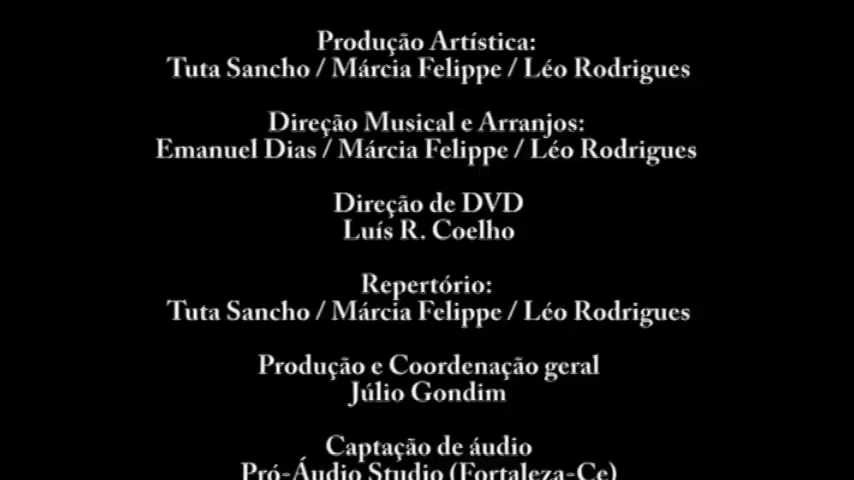 Produção Artística:
Tuta Sancho / Márcia Felippe / Léo Rodrigues
Direção Musical e Arranjos:
Emanuel Dias / Márcia Felippe / Léo Rodrigues
Direção de DVD
Luís R. Coelho
Repertório:
Tuta Sancho / Márcia Felippe / Léo Rodrigues
Produção e Coordenação geral
Júlio Gondim
Captação de áudio
Pró-Áudio Studio (Fortaleza-Ce)